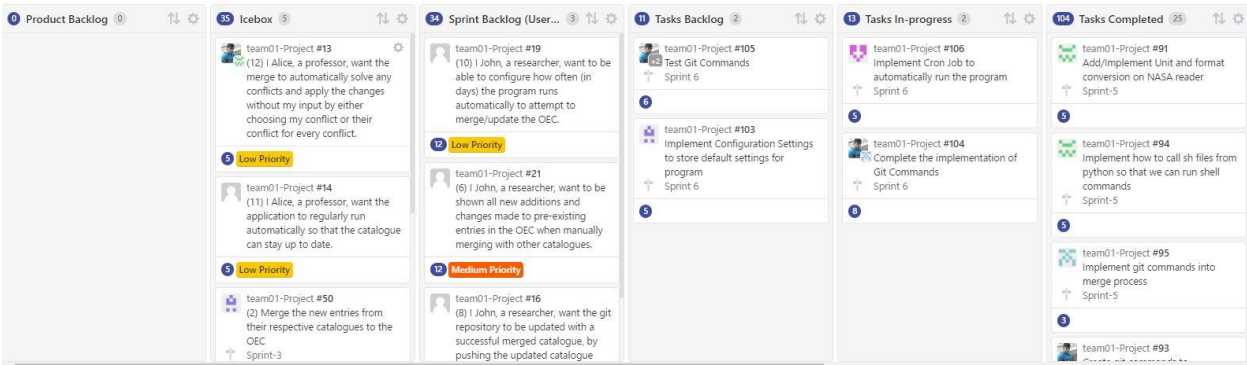 0 Product Backlog 0
35 Icebox 5
team01-Project #13
(12) I Alice, a professor, want the
merge to automatically solve any
conflicts and apply the changes
without my input by either
choosing my conflict or their
conflict for every conflict.
5 Low Priority
team01-Project #14
(11) I Alice, a professor, want the
application to regularly run
automatically so that the catalogue
can stay up to date.
5 Low Priority
team01-Project #50
(2) Merge the new entries from
their respective catalogues to the
OEC
Sprint-3
34 Sprint Backlog (User... 3
team01-Project #19
(10) I John, a researcher, want to be
able to configure how often (in
days) the program runs
automatically to attempt to
merge/update the OEC.
12 Low Priority
team01-Project #21
(6) I John, a researcher, want to be
shown all new additions and
changes made to pre-existing
entries in the OEC when manually
merging with other catalogues.
12 Medium Priority
team01-Project #16
(8) I John, a researcher, want the git
repository to be updated with a
successful merged catalogue, by
pushing the updated catalogue
11 Tasks Backlog 2
team01-Project #105
+2 Test Git Commands
Sprint 6
6
team01-Project #103
Implement Configuration Settings
to store default settings for
program
Sprint 6
5
13 Tasks In-progress 2
team01-Project #106
Implement Cron Job to
automatically run the program
Sprint 6
5
team01-Project #104
Complete the implementation of
Git Commands
Sprint 6
8
104 Tasks Completed 25
team01-Project #91
Add/Implement Unit and format
conversion on NASA reader
Sprint-5
5
team01-Project #94
Implement how to call sh files from
python so that we can run shell
commands
Sprint-5
5
team01-Project #95
Implement git commands into
merge process
Sprint-5
3
team01-Project #93
Create git commands to